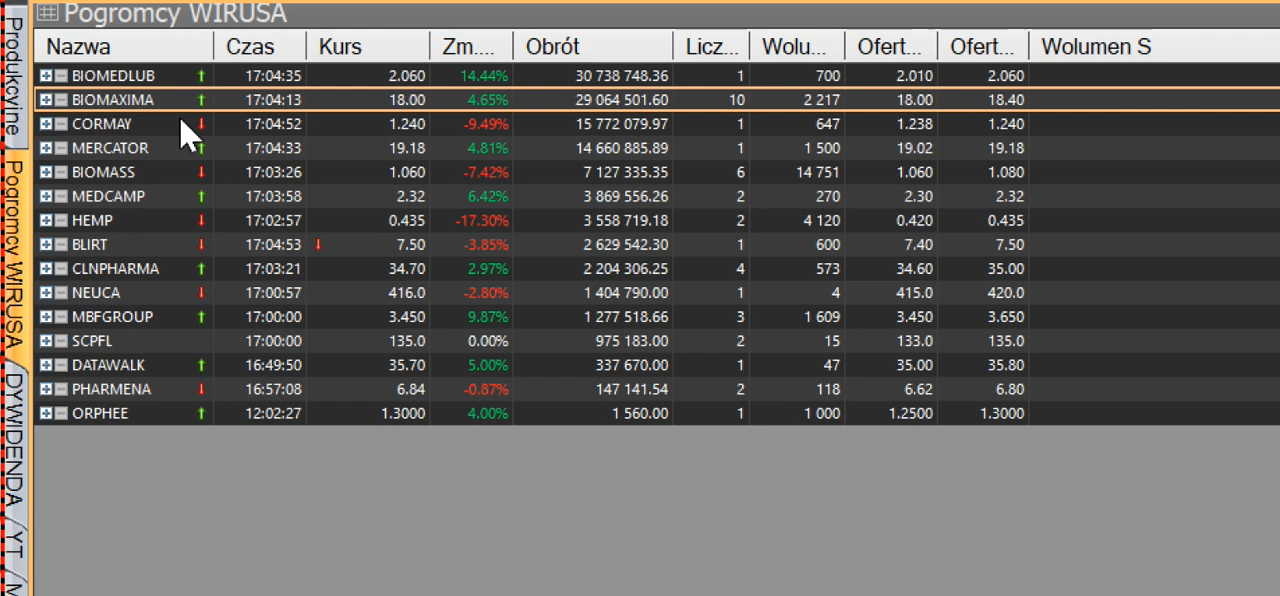 Pogromcy WIRUSA
Nazwa Czas Kurs Zm.... Obrót Licz... Wolu... Ofert... Ofert... Wolumen S
BIOMEDLUB 17:04:35 2.060 14.44% 30 738 748.36 1 700 2.010 2.060
BIOMAXIMA 17:04:13 18.00 4.65% 29 064 501.60 10 2 217 18.00 18.40
CORMAY 17:04:52 1.240 -9.49% 15 772 079.97 1 647 1.238 1.240
MERCATOR 17:04:33 19.18 4.81% 14 660 885.89 1 1 500 19.02 19.18
BIOMASS 17:03:26 1.060 -7.42% 7 127 335.35 6 14 751 1.060 1.080
MEDCAMP 17:03:58 2.32 6.42% 3 869 556.26 2 270 2.30 2.32
HEMP 17:02:57 0.435 -17.30% 3 558 719.18 2 4 120 0.420 0.435
BLIRT 17:04:53 7.50 -3.85% 2 629 542.30 1 600 7.40 7.50
CLNPHARMA 17:03:21 34.70 2.97% 2 204 306.25 4 573 34.60 35.00
NEUCA 17:00:57 416.0 -2.80% 1 404 790.00 1 4 415.0 420.0
MBFGROUP 17:00:00 3.450 9.87% 1 277 518.66 3 1 609 3.450 3.650
SCPFL 17:00:00 135.0 0.00% 975 183.00 2 15 133.0 135.0
DATAWALK 16:49:50 35.70 5.00% 337 670.00 1 47 35.00 35.80
PHARMENA 16:57:08 6.84 -0.87% 147 141.54 2 118 6.62 6.80
ORPHEE 12:02:27 1.3000 4.00% 1 560.00 1 1 000 1.2500 1.3000
Produkcyjne
Pogromcy WIRUSA
DYWIDENDA
YT